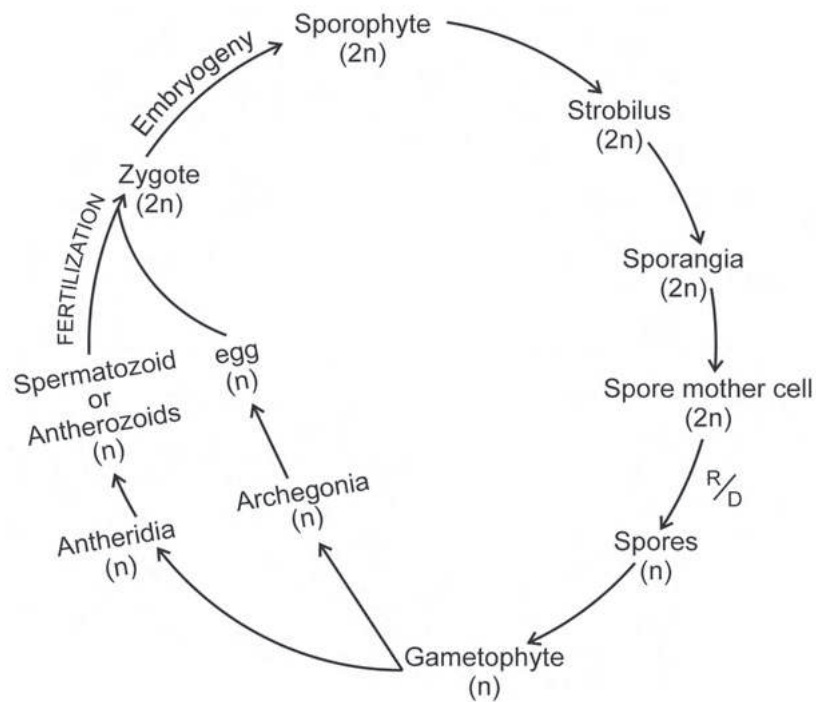 Sporophyte
(2n)
Strobilus
(2n)
Sporangia
(2n)
Spore mother cell
(2n)
R/D
Spores
(n)
Gametophyte
(n)
Archegonia
(n)
egg
(n)
Antheridia
(n)
Spermatozoid
or
Antherozoids
(n)
FERTILIZATION
Zygote
(2n)
Embryogeny